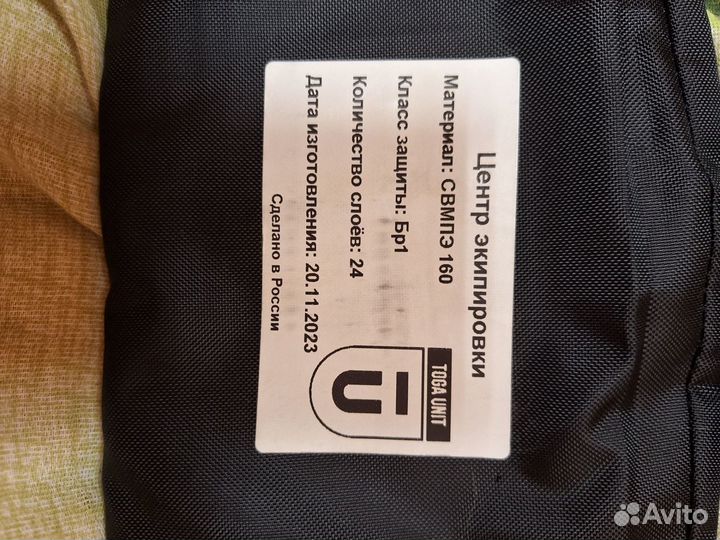 Центр экипировки
Материал: СВМПЭ 160
Класс защиты: Бр1
Количество слоёв: 24
Дата изготовления: 20.11.2023
Сделано в России
TOGA UNIT
Avito